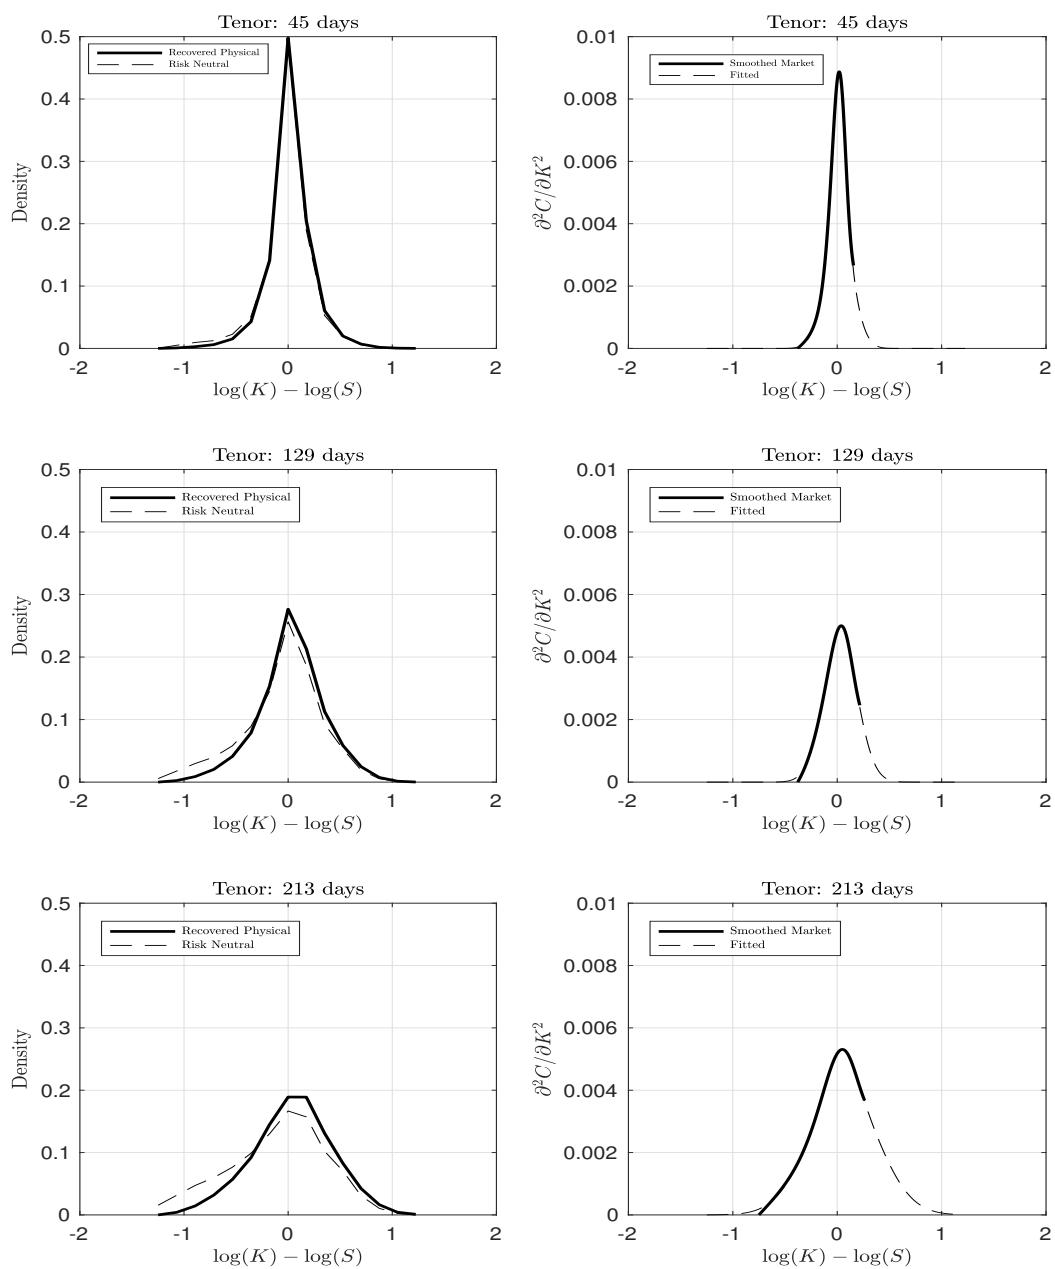 Tenor: 45 days
0.5
0.4
0.3
0.2
0.1
0
Density
Recovered Physical
Risk Neutral
-2 -1 0 1 2
log(K) − log(S)
Tenor: 45 days
0.01
0.008
0.006
0.004
0.002
0
∂²C/∂K²
Smoothed Market
Fitted
-2 -1 0 1 2
log(K) − log(S)
Tenor: 129 days
0.5
0.4
0.3
0.2
0.1
0
Density
Recovered Physical
Risk Neutral
-2 -1 0 1 2
log(K) − log(S)
Tenor: 129 days
0.01
0.008
0.006
0.004
0.002
0
∂²C/∂K²
Smoothed Market
Fitted
-2 -1 0 1 2
log(K) − log(S)
Tenor: 213 days
0.5
0.4
0.3
0.2
0.1
0
Density
Recovered Physical
Risk Neutral
-2 -1 0 1 2
log(K) − log(S)
Tenor: 213 days
0.01
0.008
0.006
0.004
0.002
0
∂²C/∂K²
Smoothed Market
Fitted
-2 -1 0 1 2
log(K) − log(S)